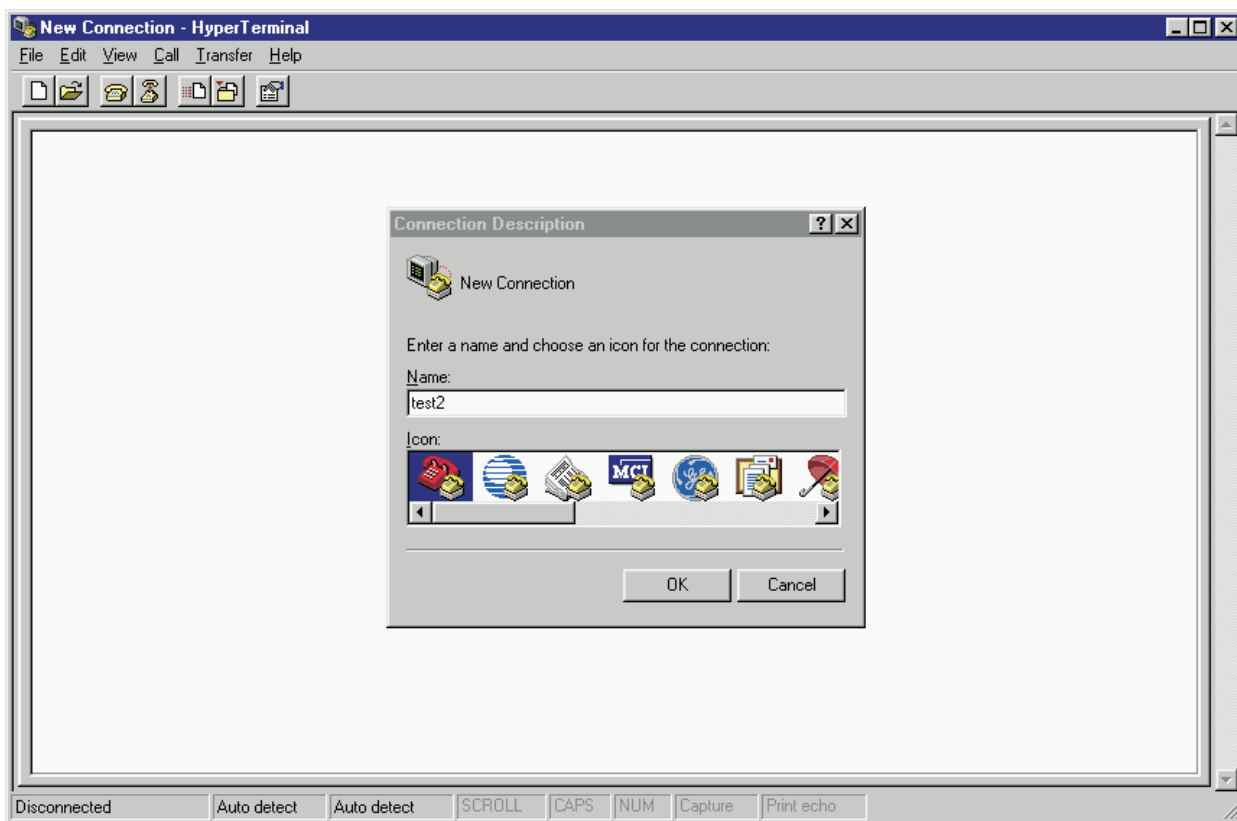 New Connection - HyperTerminal
File Edit View Call Transfer Help
Connection Description
New Connection
Enter a name and choose an icon for the connection:
Name:
test2
Icon:
MCI
OK Cancel
Disconnected Auto detect Auto detect SCROLL CAPS NUM Capture Print echo